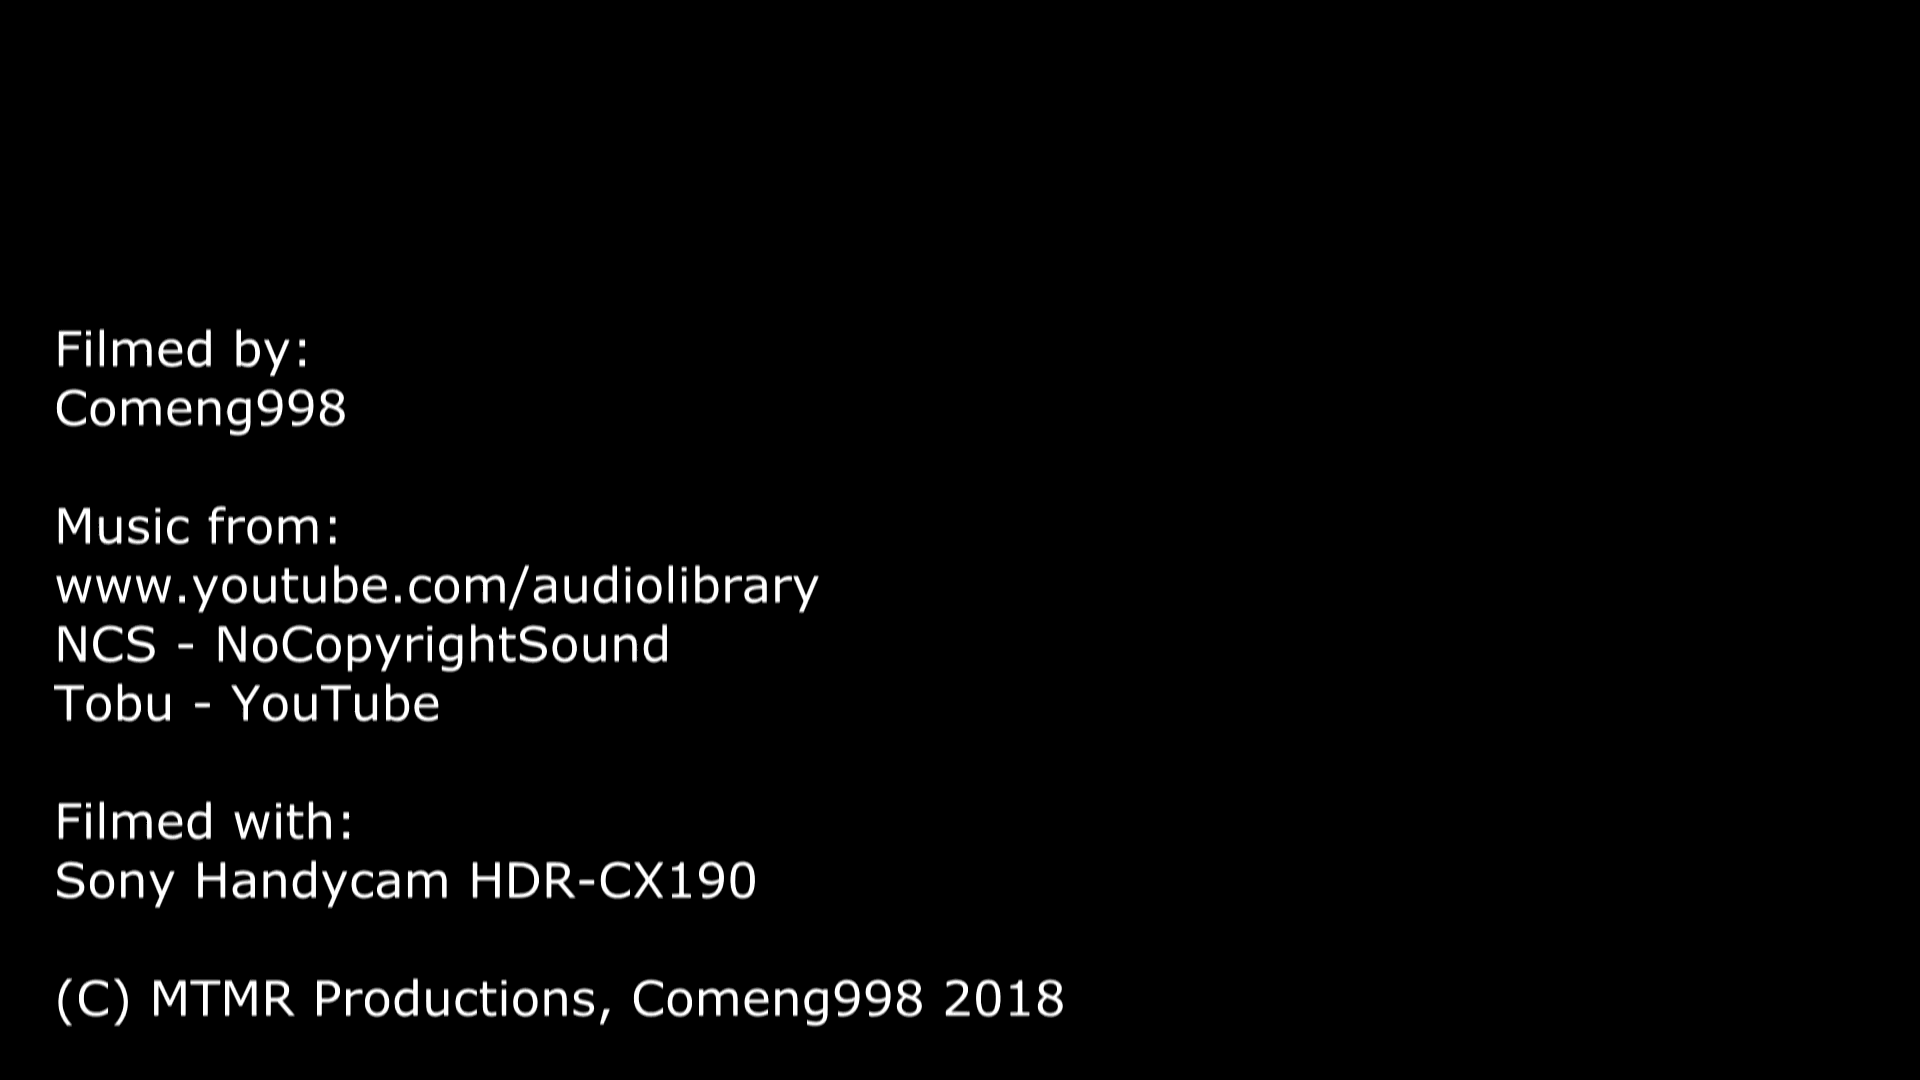 Filmed by:
Comeng998
Music from:
www.youtube.com/audiolibrary
NCS - NoCopyrightSound
Tobu - YouTube
Filmed with:
Sony Handycam HDR-CX190
(C) MTMR Productions, Comeng998 2018